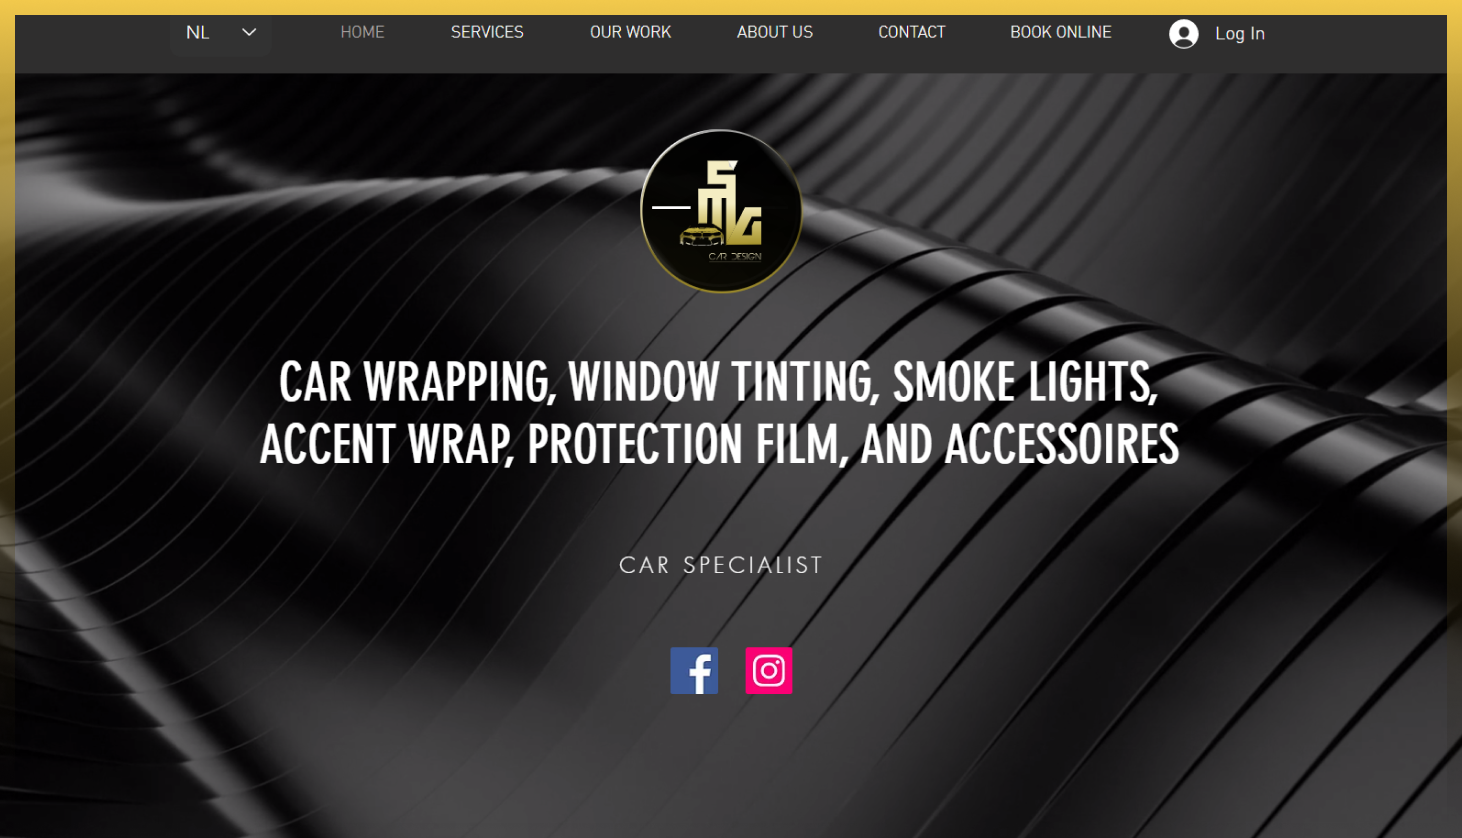 NL
HOME
SERVICES
OUR WORK
ABOUT US
CONTACT
BOOK ONLINE
Log In
SMG
CAR DESIGN
CAR WRAPPING, WINDOW TINTING, SMOKE LIGHTS,
ACCENT WRAP, PROTECTION FILM, AND ACCESSOIRES
CAR SPECIALIST